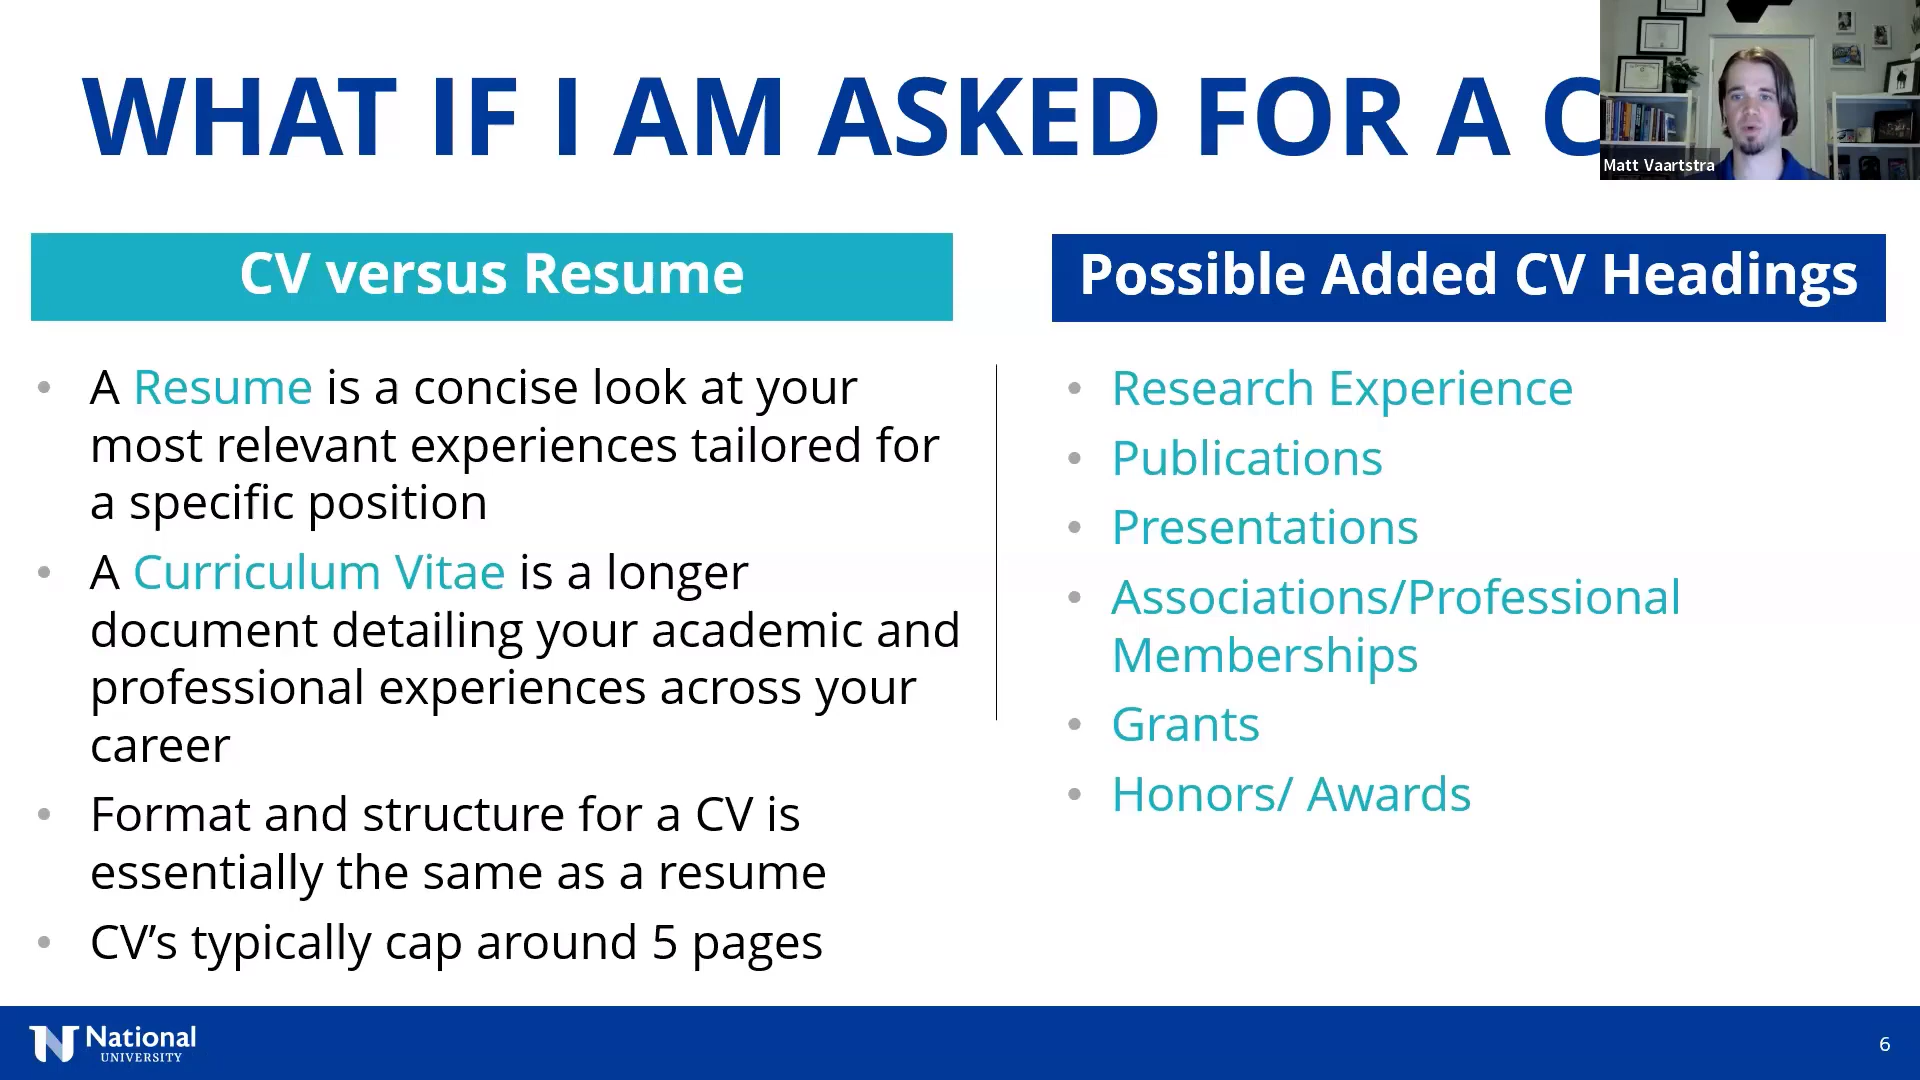 WHAT IF I AM ASKED FOR A C
Matt Vaartstra
CV versus Resume
• A Resume is a concise look at your
most relevant experiences tailored for
a specific position
• A Curriculum Vitae is a longer
document detailing your academic and
professional experiences across your
career
• Format and structure for a CV is
essentially the same as a resume
• CV’s typically cap around 5 pages
Possible Added CV Headings
• Research Experience
• Publications
• Presentations
• Associations/Professional
Memberships
• Grants
• Honors/ Awards
National
UNIVERSITY
6